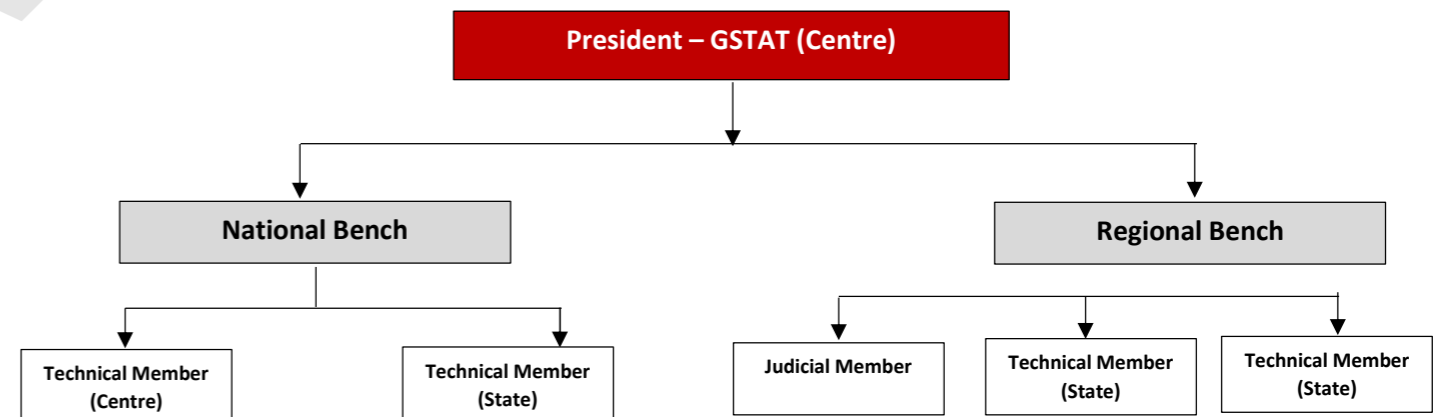 President – GSTAT (Centre)
National Bench
Regional Bench
Technical Member
(Centre)
Technical Member
(State)
Judicial Member
Technical Member
(State)
Technical Member
(State)